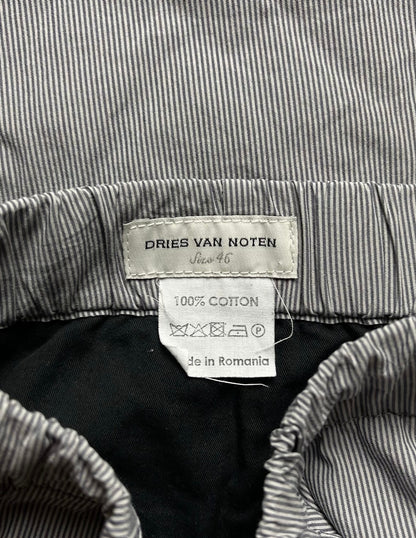 DRIES VAN NOTEN
Size 46
100% COTTON
P
de in Romania